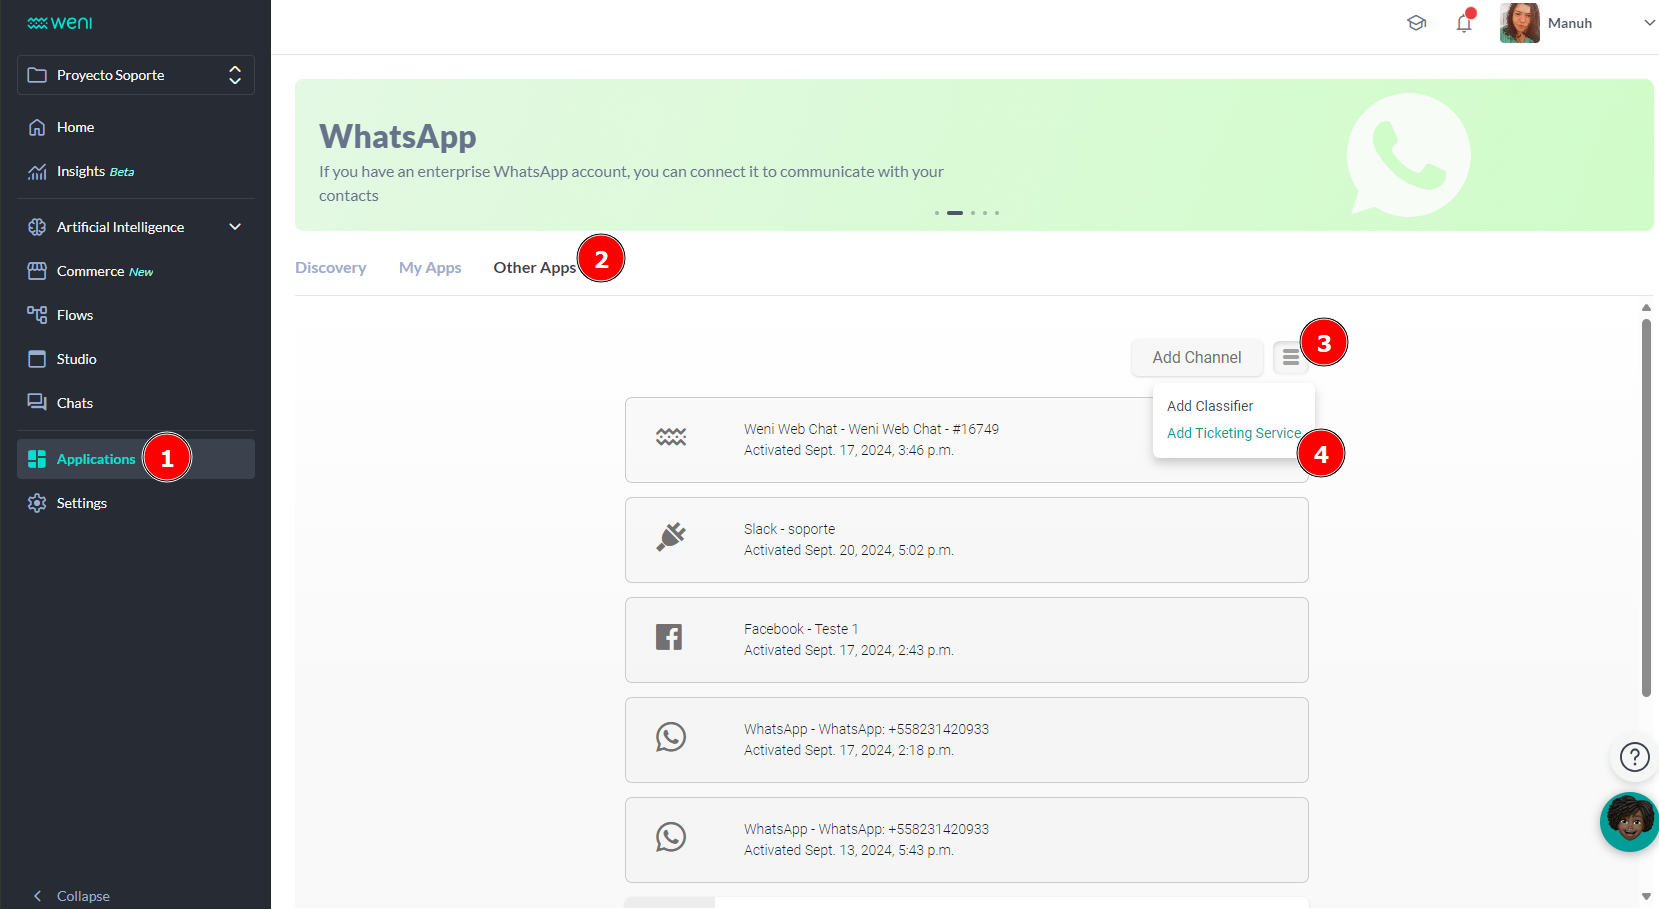 weni
Proyecto Soporte
Home
Insights Beta
Artificial Intelligence
Commerce New
Flows
Studio
Chats
Applications
1
Settings
Collapse
Manuh
WhatsApp
If you have an enterprise WhatsApp account, you can connect it to communicate with your
contacts
Discovery
My Apps
Other Apps
2
Add Channel
3
Add Classifier
Add Ticketing Service
4
Weni Web Chat - Weni Web Chat - #16749
Activated Sept. 17, 2024, 3:46 p.m.
Slack - soporte
Activated Sept. 20, 2024, 5:02 p.m.
Facebook - Teste 1
Activated Sept. 17, 2024, 2:43 p.m.
WhatsApp - WhatsApp: +558231420933
Activated Sept. 17, 2024, 2:18 p.m.
WhatsApp - WhatsApp: +558231420933
Activated Sept. 13, 2024, 5:43 p.m.
?